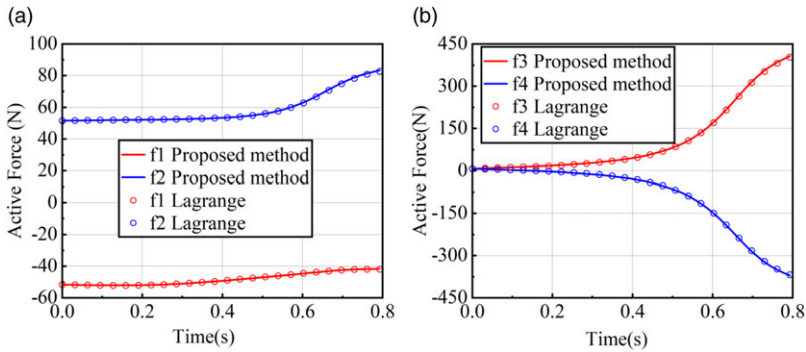 (a)
Active Force (N)
100
80
60
40
20
0
-20
-40
-60
f1 Proposed method
f2 Proposed method
f1 Lagrange
f2 Lagrange
0.0 0.2 0.4 0.6 0.8
Time(s)
(b)
Active Force(N)
450
300
150
0
-150
-300
-450
f3 Proposed method
f4 Proposed method
f3 Lagrange
f4 Lagrange
0.0 0.2 0.4 0.6 0.8
Time(s)